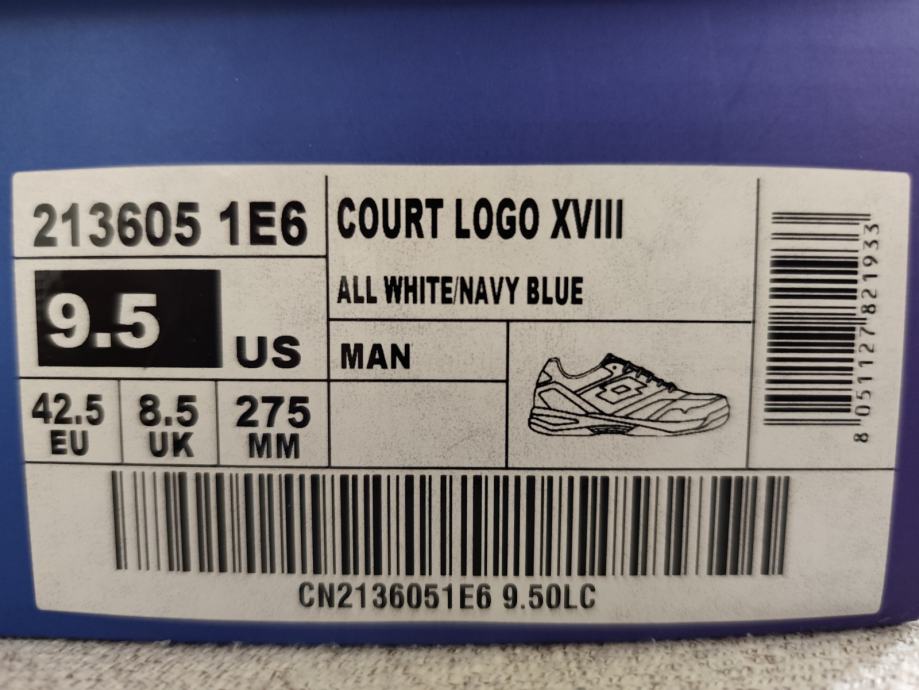 213605 1E6
COURT LOGO XVIII
ALL WHITE/NAVY BLUE
9.5
US
MAN
42.5
EU
8.5
UK
275
MM
8 051127 821933
CN2136051E6 9.50LC